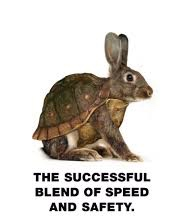 THE SUCCESSFUL
BLEND OF SPEED
AND SAFETY.